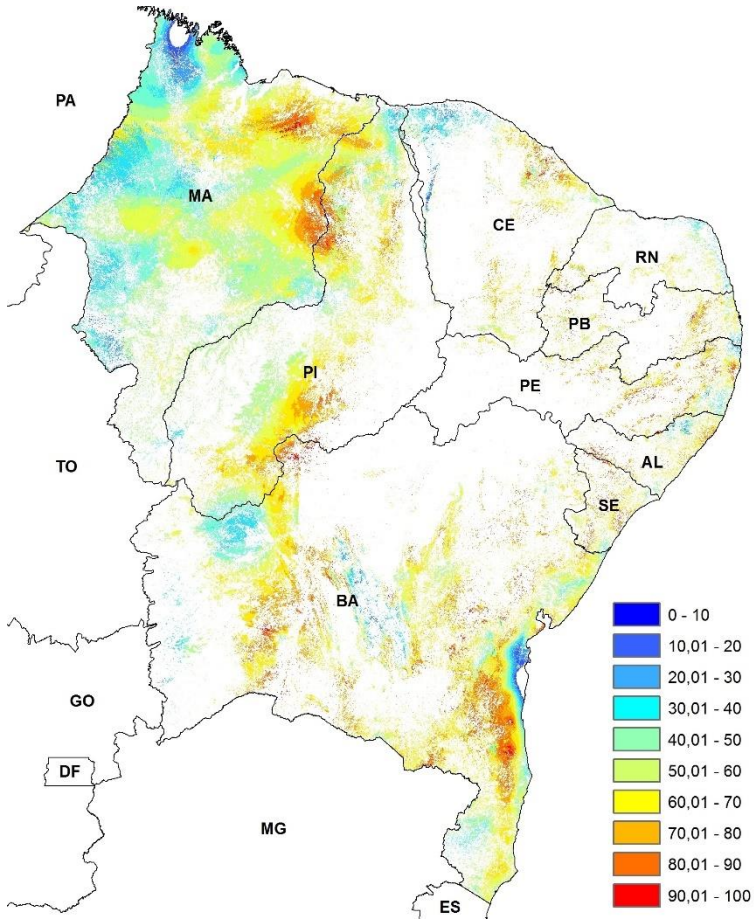 PA
MA
CE
RN
PB
PI
PE
TO
AL
SE
BA
GO
DF
MG
ES
0 - 10
10,01 - 20
20,01 - 30
30,01 - 40
40,01 - 50
50,01 - 60
60,01 - 70
70,01 - 80
80,01 - 90
90,01 - 100